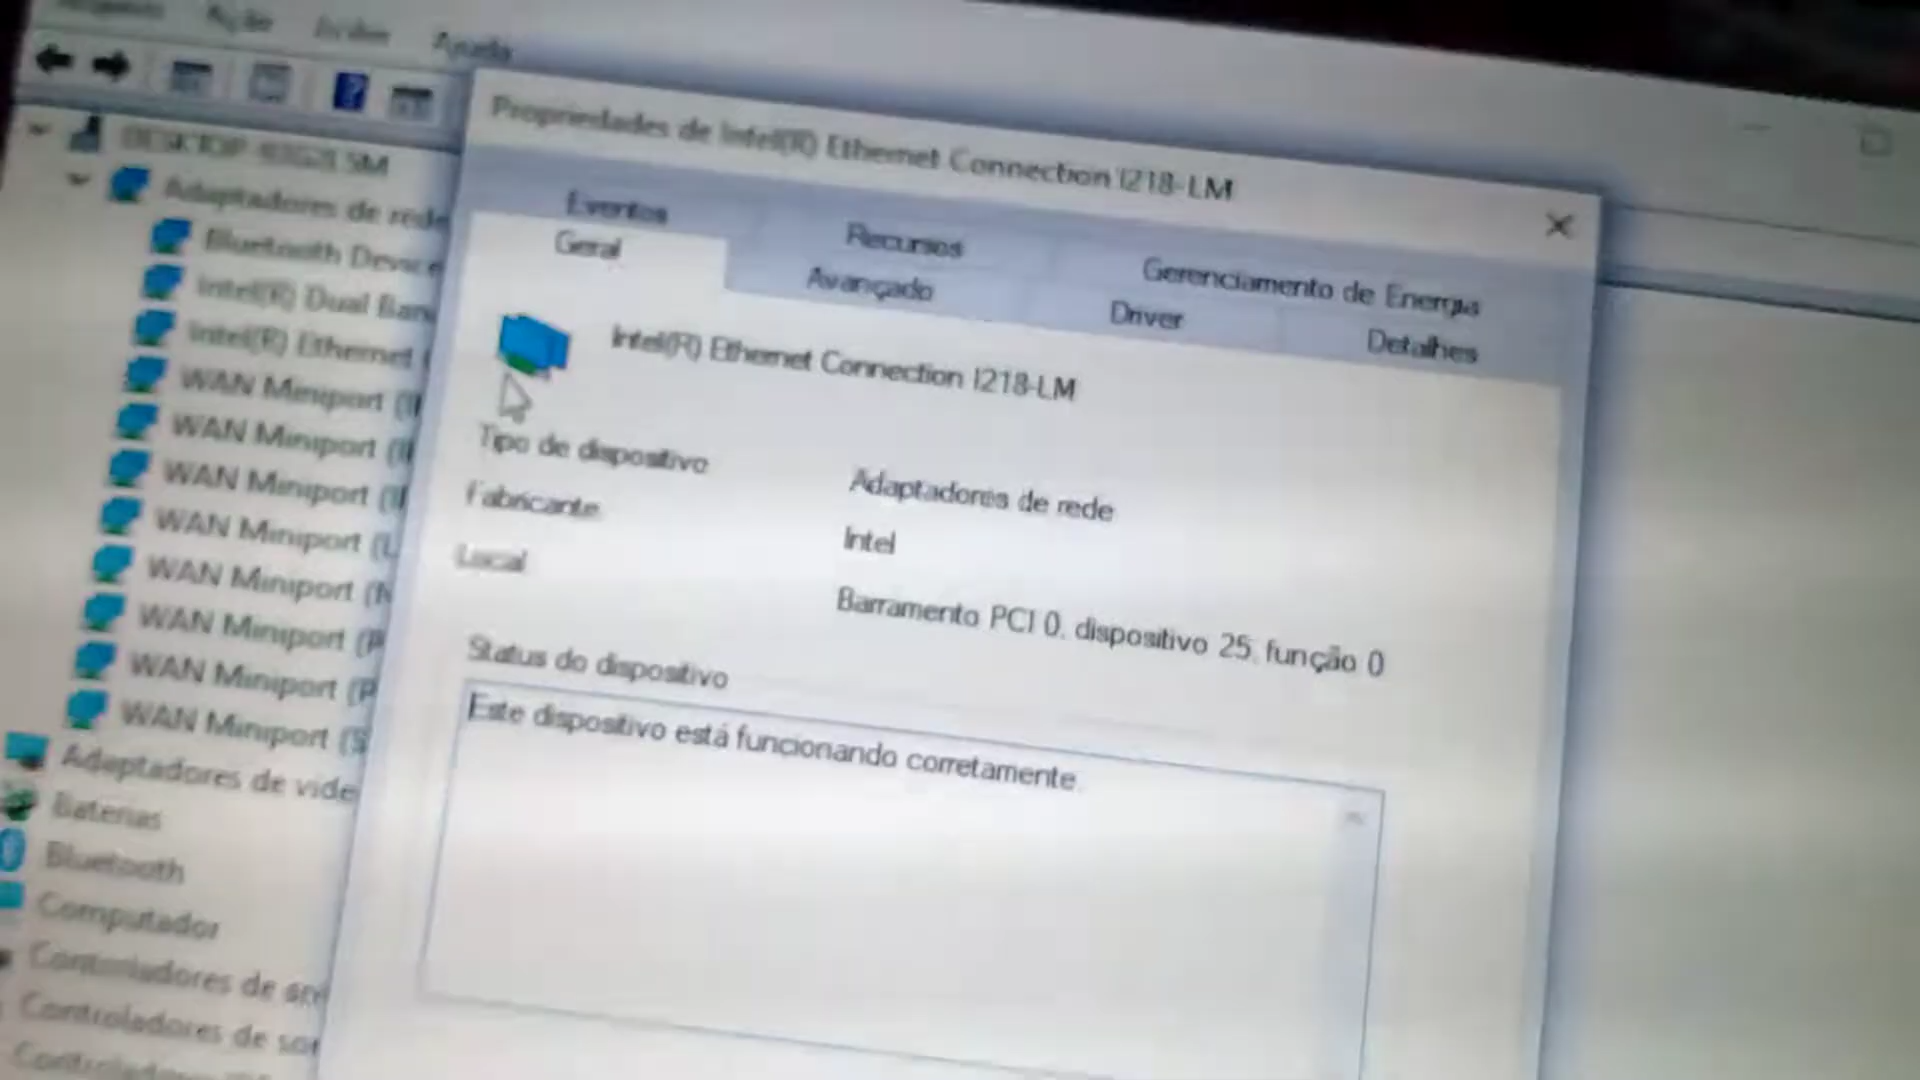 Ajuda
Propriedades de Intel(R) Ethernet Connection I218-LM
Eventos
Recursos
Gerenciamento de Energia
Geral
Avançado
Driver
Detalhes
Intel(R) Ethernet Connection I218-LM
Tipo de dispositivo
Adaptadores de rede
Fabricante
Intel
Local
Barramento PCI 0, dispositivo 25, função 0
Status do dispositivo
Este dispositivo está funcionando corretamente.
Adaptadores de rede
Bluetooth Device
Intel(R) Dual Ban
Intel(R) Ethernet
WAN Miniport (I
WAN Miniport (I
WAN Miniport (I
WAN Miniport (L
WAN Miniport (N
WAN Miniport (P
WAN Miniport (P
WAN Miniport (S
Adaptadores de víde
Baterias
Bluetooth
Computador
Controladores de
Controladores de so